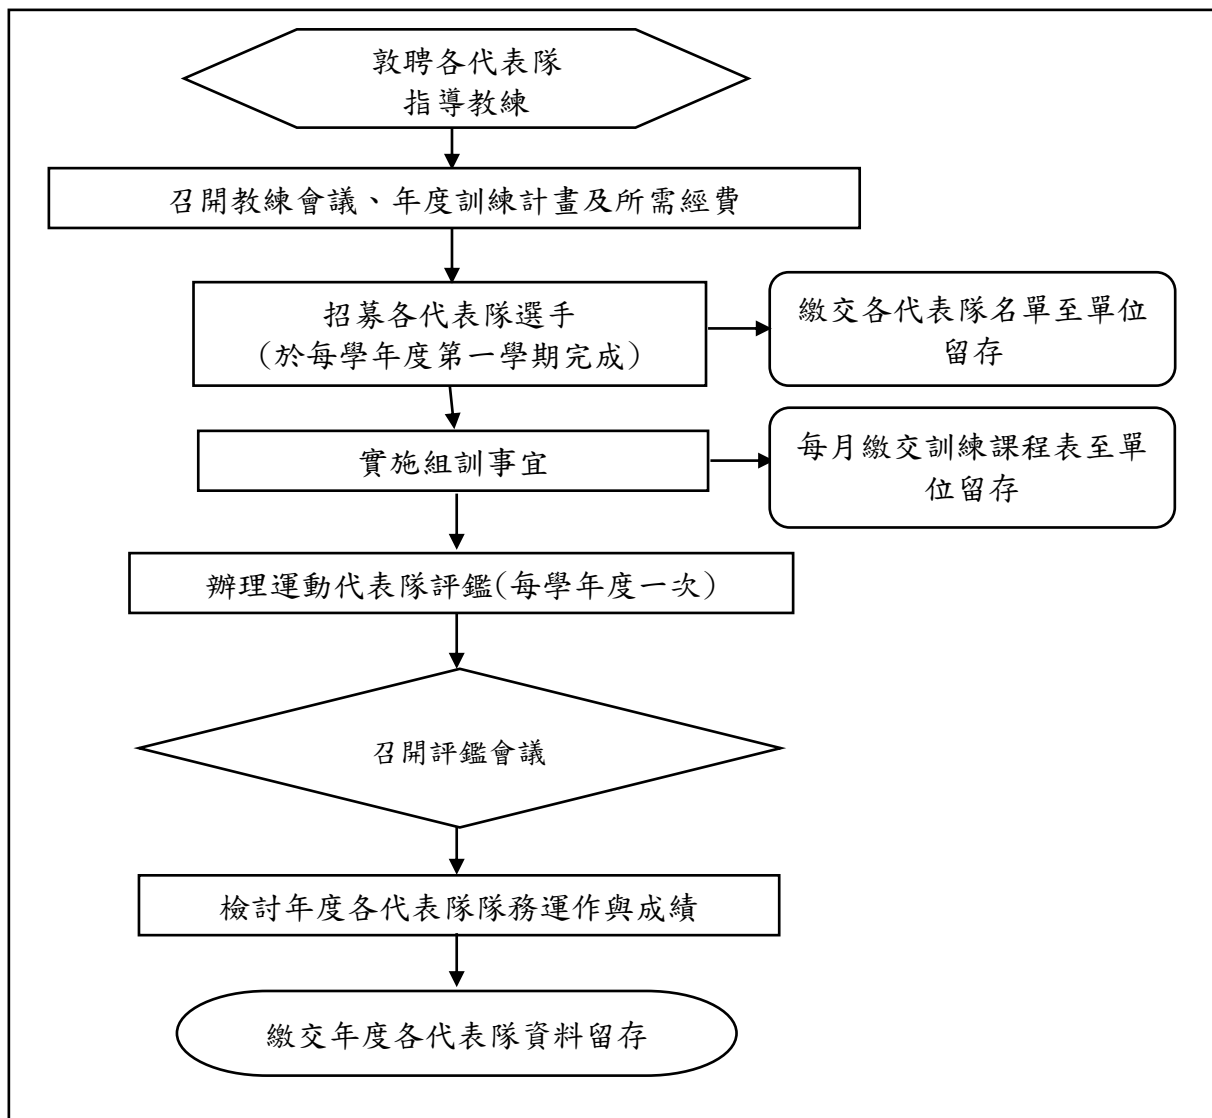 敦聘各代表隊
指導教練
召開教練會議、年度訓練計畫及所需經費
招募各代表隊選手
（於每學年度第一學期完成）
繳交各代表隊名單至單位
留存
實施組訓事宜
每月繳交訓練課程表至單
位留存
辦理運動代表隊評鑑(每學年度一次)
召開評鑑會議
檢討年度各代表隊隊務運作與成績
繳交年度各代表隊資料留存